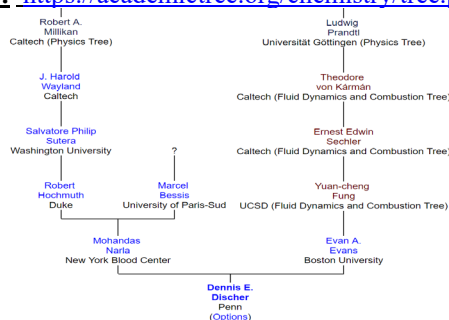 : https://academictree.org/chemistry/tree.p
Robert A.
Millikan
Caltech (Physics Tree)
Ludwig
Prandtl
Universität Göttingen (Physics Tree)
J. Harold
Wayland
Caltech
Theodore
von Kármán
Caltech (Fluid Dynamics and Combustion Tree)
Salvatore Philip
Sutera
Washington University
?
Ernest Edwin
Sechler
Caltech (Fluid Dynamics and Combustion Tree)
Robert
Hochmuth
Duke
Marcel
Bessis
University of Paris-Sud
Yuan-cheng
Fung
UCSD (Fluid Dynamics and Combustion Tree)
Mohandas
Narla
New York Blood Center
Evan A.
Evans
Boston University
Dennis E.
Discher
Penn
(Options)